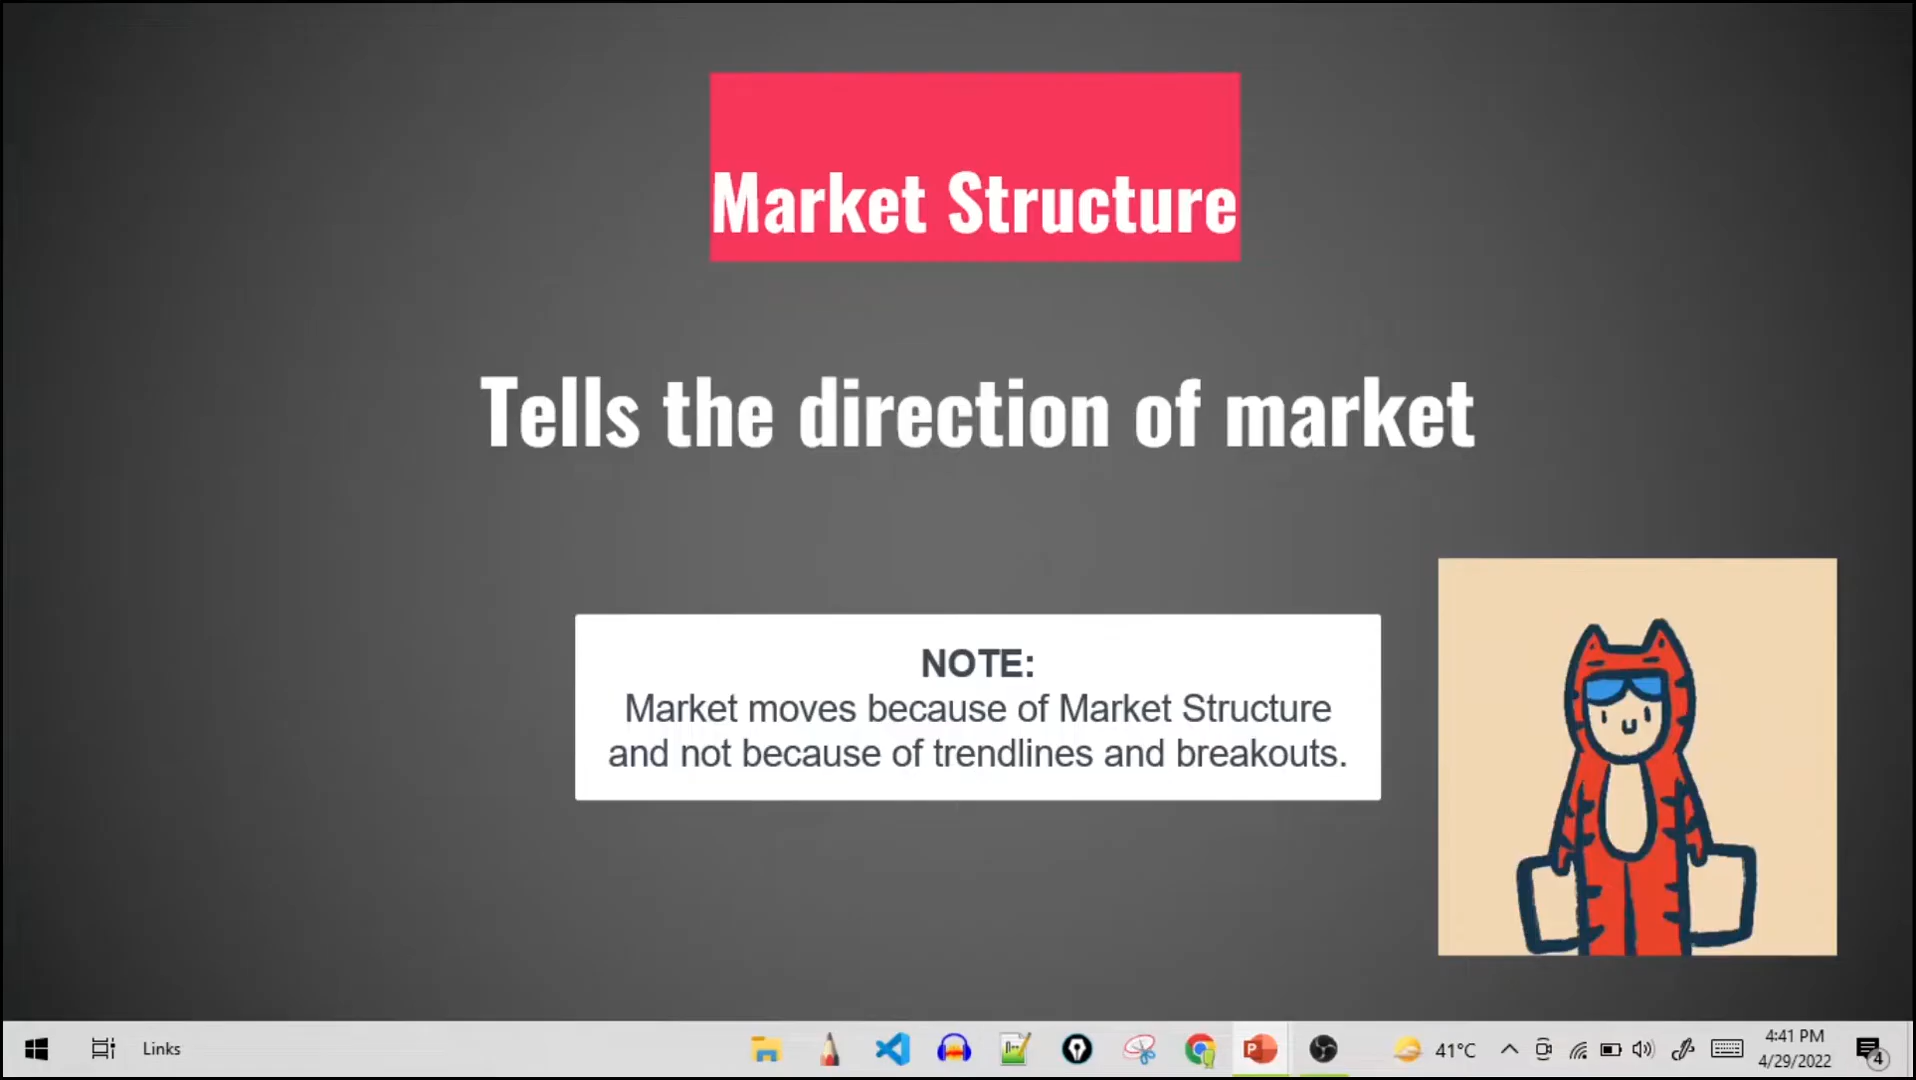 Market Structure
Tells the direction of market
NOTE:
Market moves because of Market Structure
and not because of trendlines and breakouts.
Links
41°C
4:41 PM
4/29/2022
4